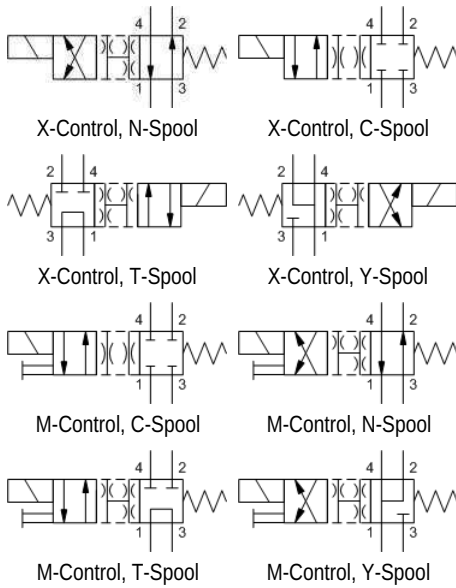 4 2 4 2
1 3 1 3
X-Control, N-Spool X-Control, C-Spool
2 4 2 4
3 1 3 1
X-Control, T-Spool X-Control, Y-Spool
4 2 4 2
1 3 1 3
M-Control, C-Spool M-Control, N-Spool
4 2 4 2
1 3 1 3
M-Control, T-Spool M-Control, Y-Spool